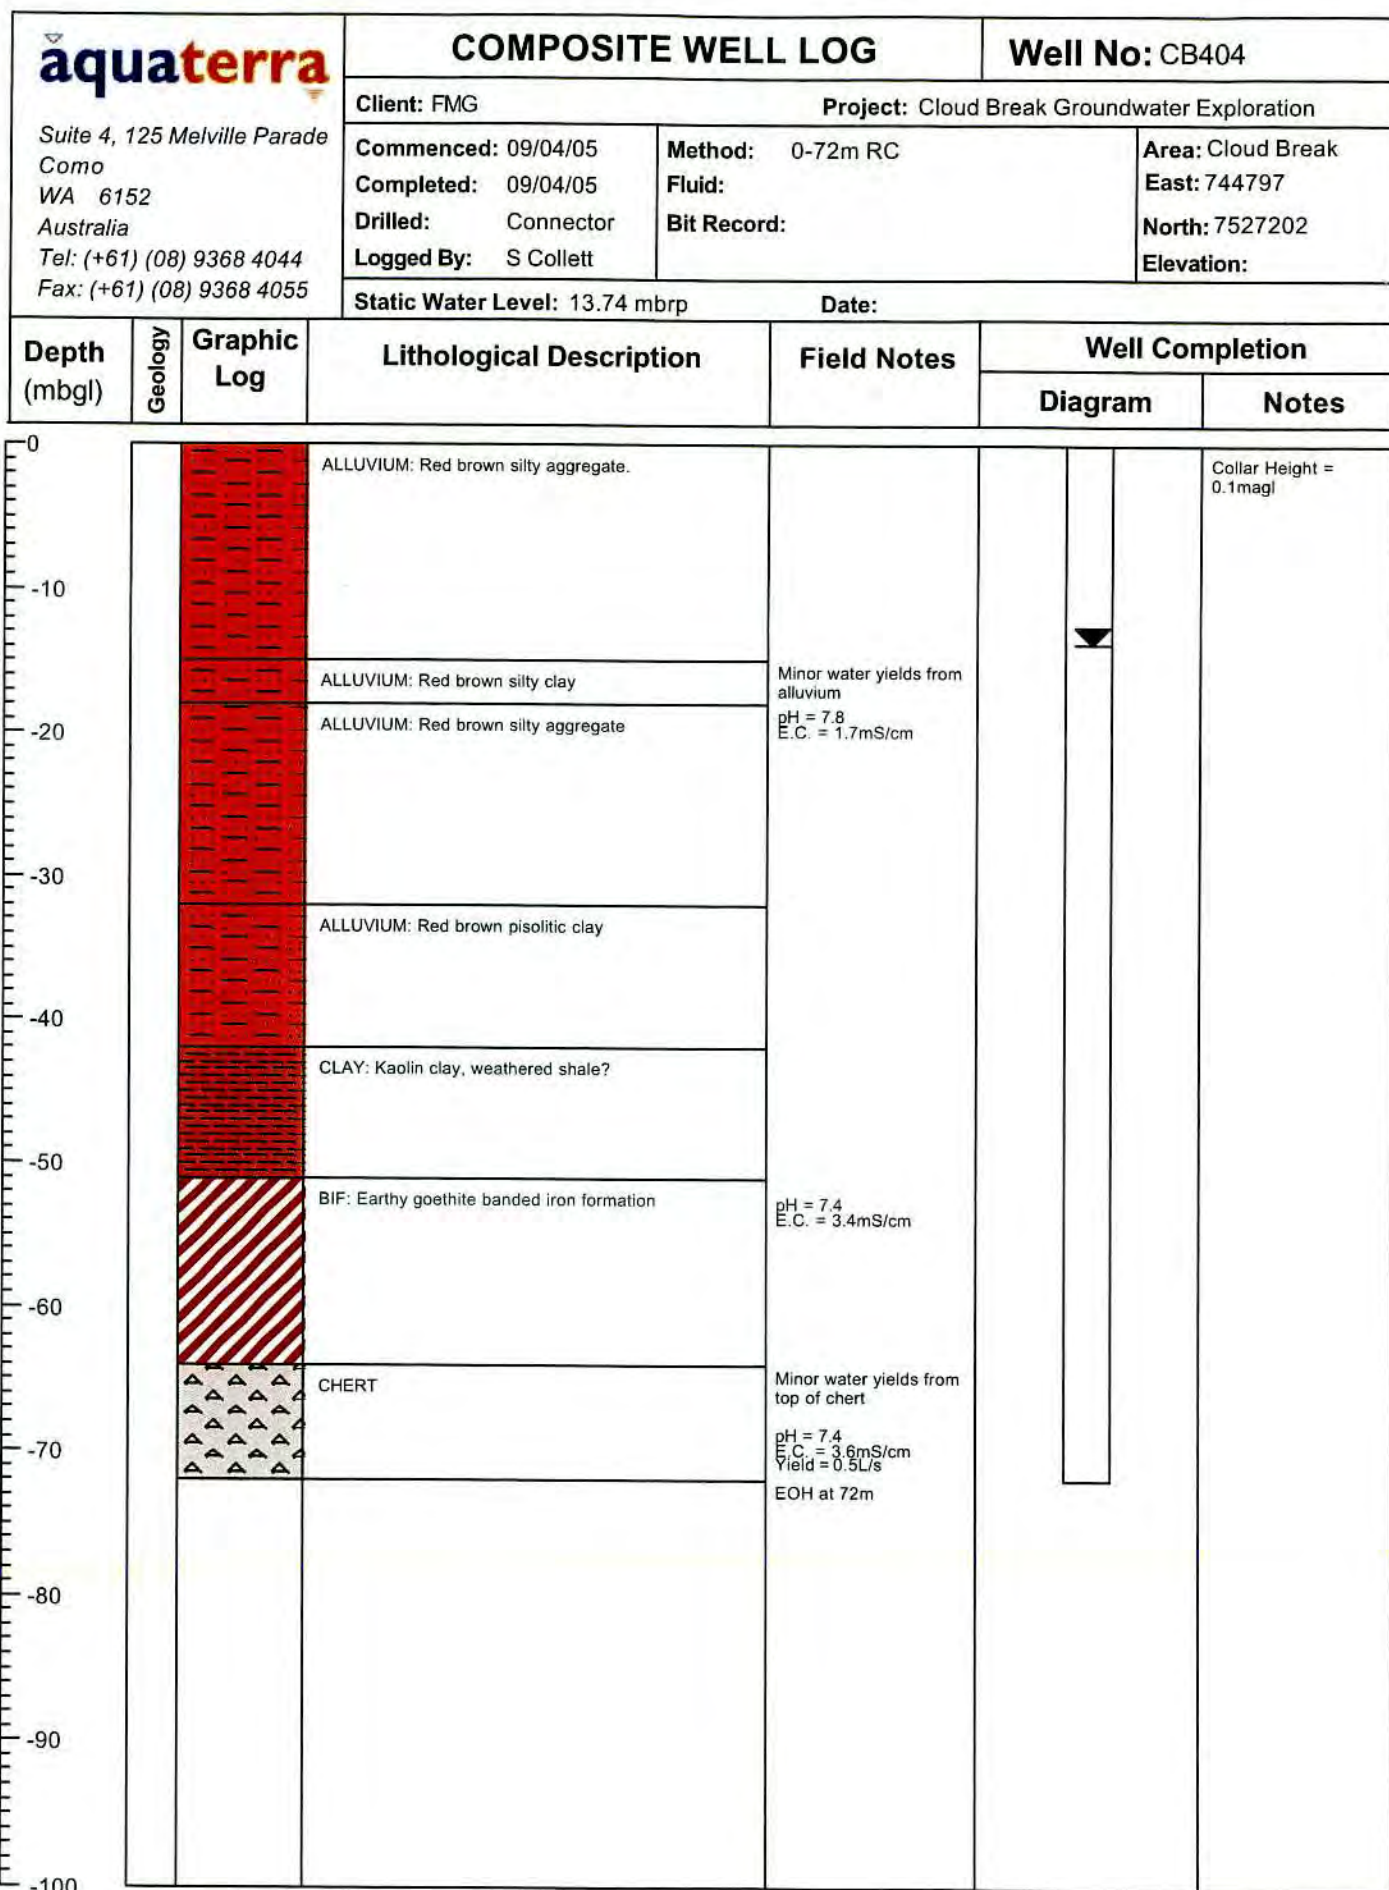 aquaterra
Suite 4, 125 Melville Parade
Como
WA 6152
Australia
Tel: (+61) (08) 9368 4044
Fax: (+61) (08) 9368 4055
COMPOSITE WELL LOG
Well No: CB404
Client: FMG
Project: Cloud Break Groundwater Exploration
Commenced: 09/04/05
Completed: 09/04/05
Drilled: Connector
Logged By: S Collett
Method: 0-72m RC
Fluid:
Bit Record:
Area: Cloud Break
East: 744797
North: 7527202
Elevation:
Static Water Level: 13.74 mbrp
Date:
Depth
(mbgl)
Geology
Graphic
Log
Lithological Description
Field Notes
Well Completion
Diagram
Notes
0
ALLUVIUM: Red brown silty aggregate.
Collar Height =
0.1magl
-10
ALLUVIUM: Red brown silty clay
Minor water yields from
alluvium
pH = 7.8
E.C. = 1.7mS/cm
ALLUVIUM: Red brown silty aggregate
-20
-30
ALLUVIUM: Red brown pisolitic clay
-40
CLAY: Kaolin clay, weathered shale?
-50
BIF: Earthy goethite banded iron formation
pH = 7.4
E.C. = 3.4mS/cm
-60
CHERT
Minor water yields from
top of chert
pH = 7.4
E.C. = 3.6mS/cm
Yield = 0.5L/s
-70
EOH at 72m
-80
-90
-100